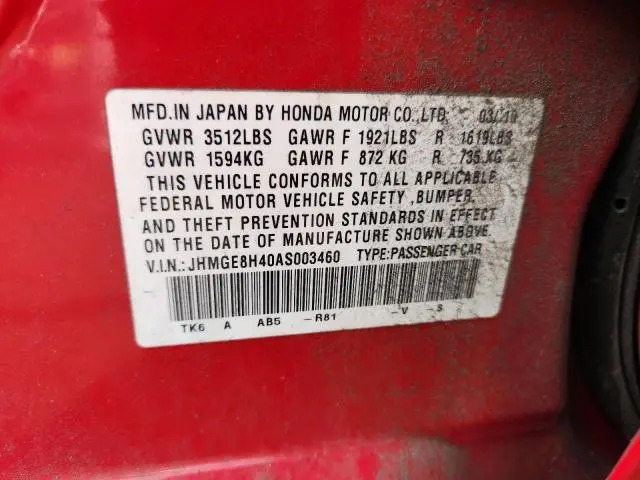 MFD.IN JAPAN BY HONDA MOTOR CO.,LTD.
GVWR 3512LBS GAWR F 1921LBS R 1619LBS
GVWR 1594KG GAWR F 872 KG R 735 KG
THIS VEHICLE CONFORMS TO ALL APPLICABLE
FEDERAL MOTOR VEHICLE SAFETY ,BUMPER,
AND THEFT PREVENTION STANDARDS IN EFFECT
ON THE DATE OF MANUFACTURE SHOWN ABOVE.
V.I.N.: JHMGE8H40AS003460 TYPE:PASSENGER CAR
TK6 A AB5 -R81 -V -S